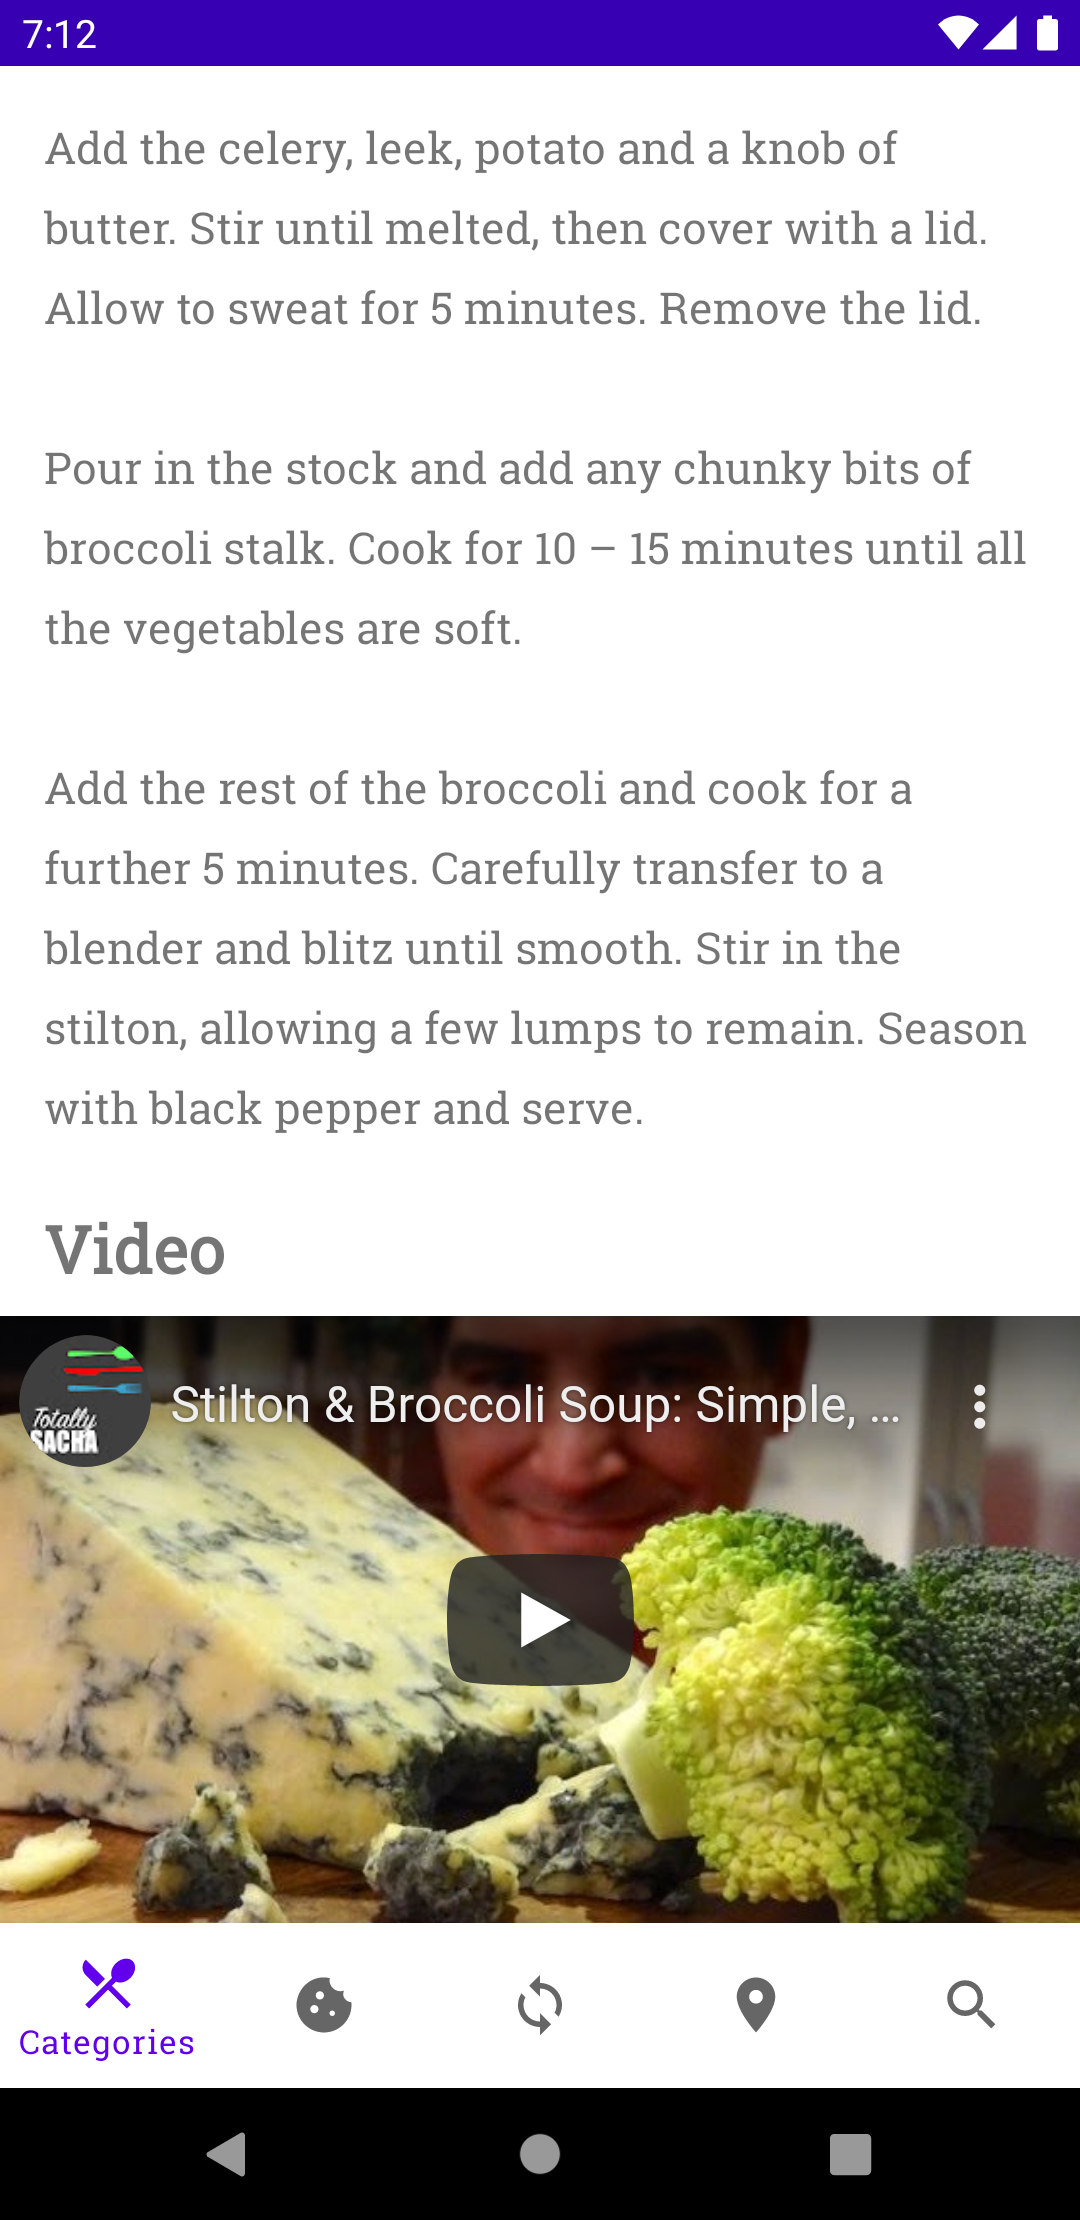 7:12
Add the celery, leek, potato and a knob of
butter. Stir until melted, then cover with a lid.
Allow to sweat for 5 minutes. Remove the lid.
Pour in the stock and add any chunky bits of
broccoli stalk. Cook for 10 – 15 minutes until all
the vegetables are soft.
Add the rest of the broccoli and cook for a
further 5 minutes. Carefully transfer to a
blender and blitz until smooth. Stir in the
stilton, allowing a few lumps to remain. Season
with black pepper and serve.
Video
Totally
SACHA
Stilton & Broccoli Soup: Simple, ...
Categories